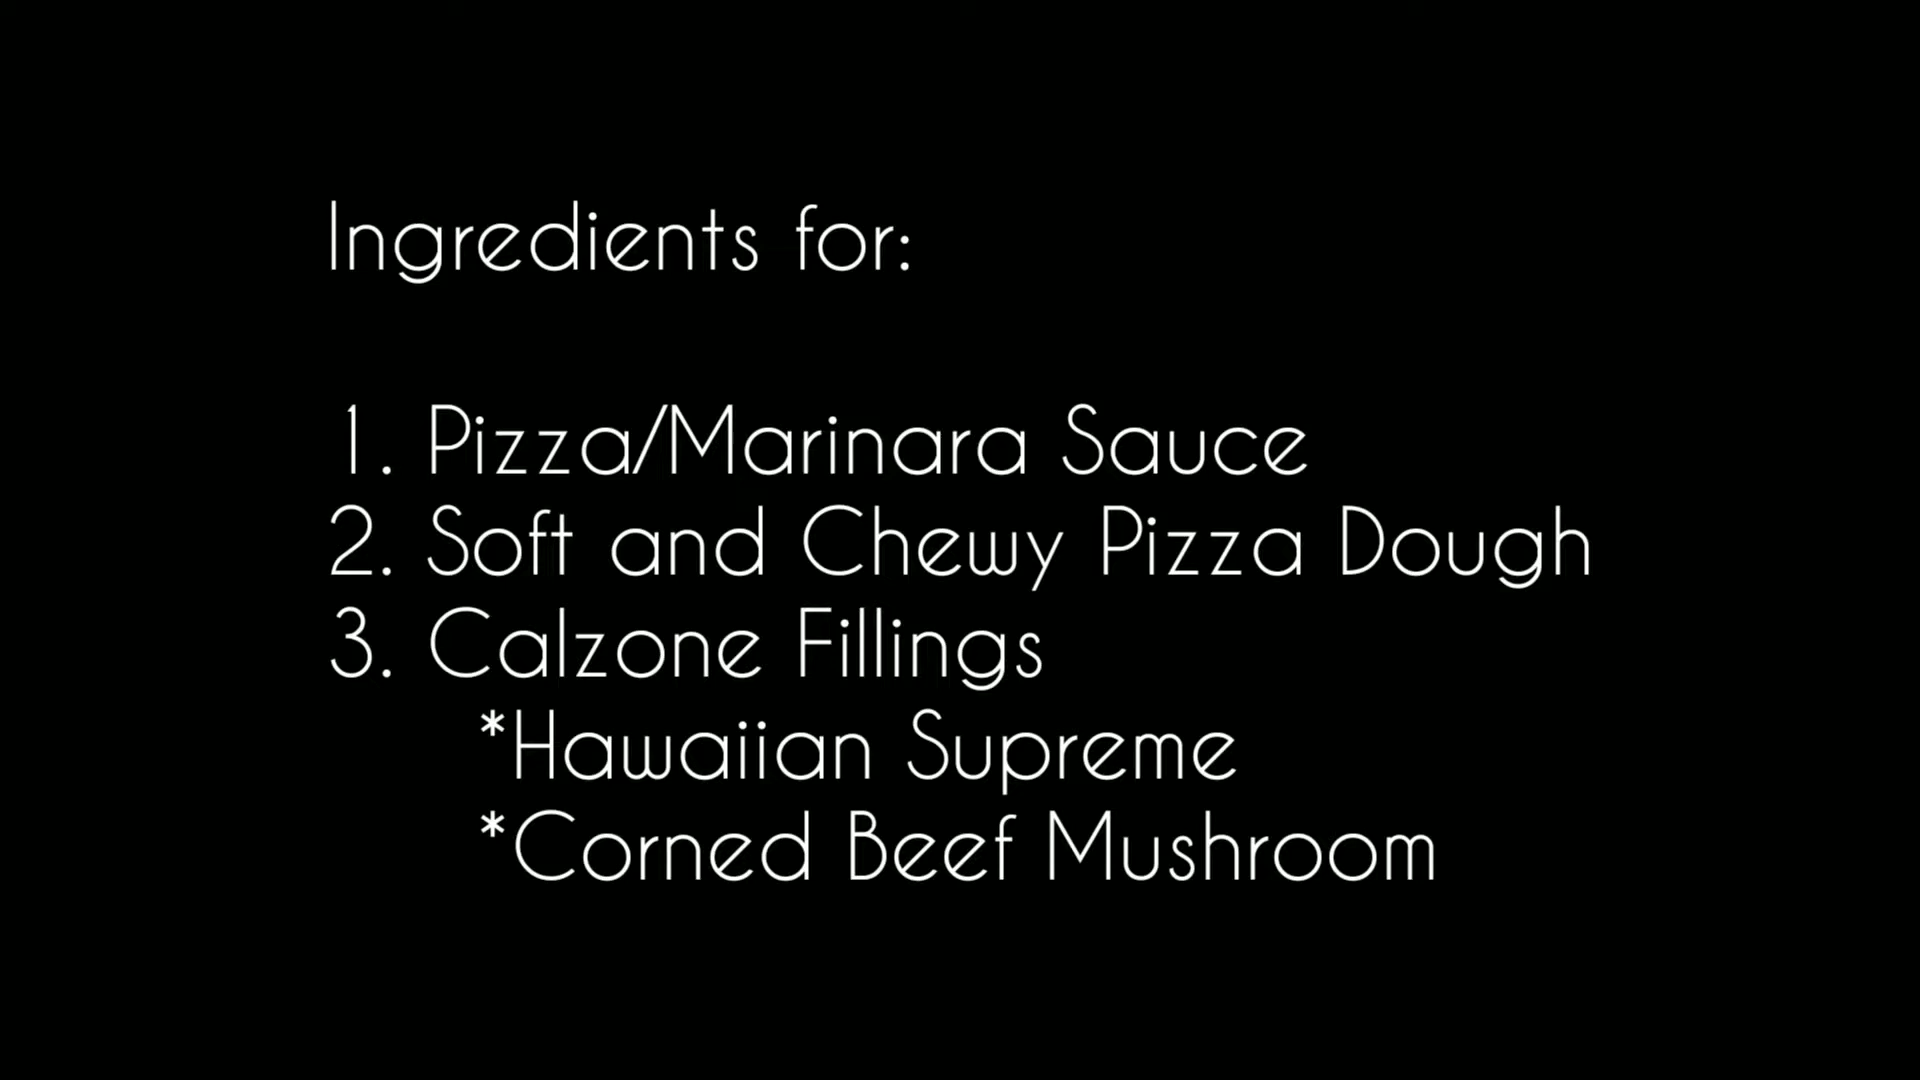 Ingredients for:
1. Pizza/Marinara Sauce
2. Soft and Chewy Pizza Dough
3. Calzone Fillings
*Hawaiian Supreme
*Corned Beef Mushroom